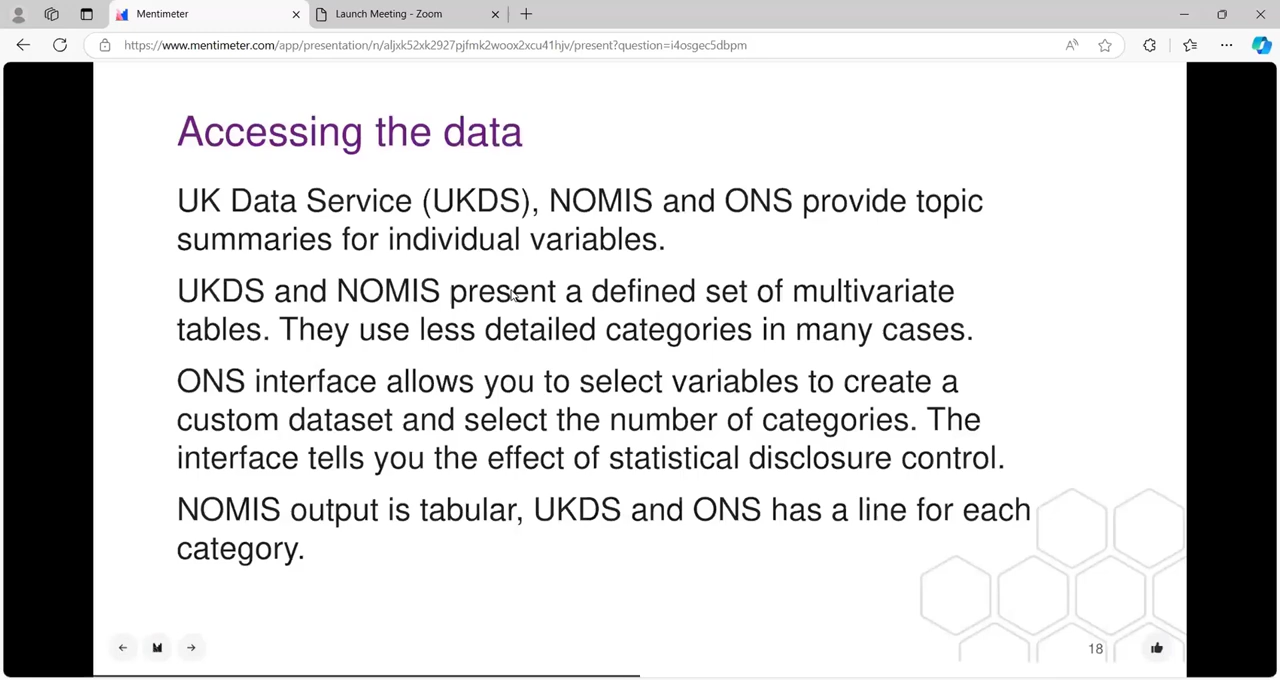 Mentimeter
Launch Meeting - Zoom
https://www.mentimeter.com/app/presentation/n/aljxk52xk2927pjfmk2woox2xcu41hjv/present?question=i4osgec5dbpm
Accessing the data
UK Data Service (UKDS), NOMIS and ONS provide topic
summaries for individual variables.
UKDS and NOMIS present a defined set of multivariate
tables. They use less detailed categories in many cases.
ONS interface allows you to select variables to create a
custom dataset and select the number of categories. The
interface tells you the effect of statistical disclosure control.
NOMIS output is tabular, UKDS and ONS has a line for each
category.
18